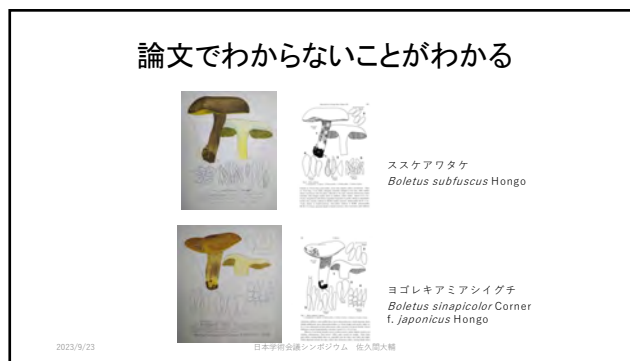 論文でわからないことがわかる
ススケアワタケ
Boletus subfuscus Hongo
ヨゴレキアミアシイグチ
Boletus sinapicolor Corner
f. japonicus Hongo
2023/9/23
日本学術会議シンポジウム 佐久間大輔